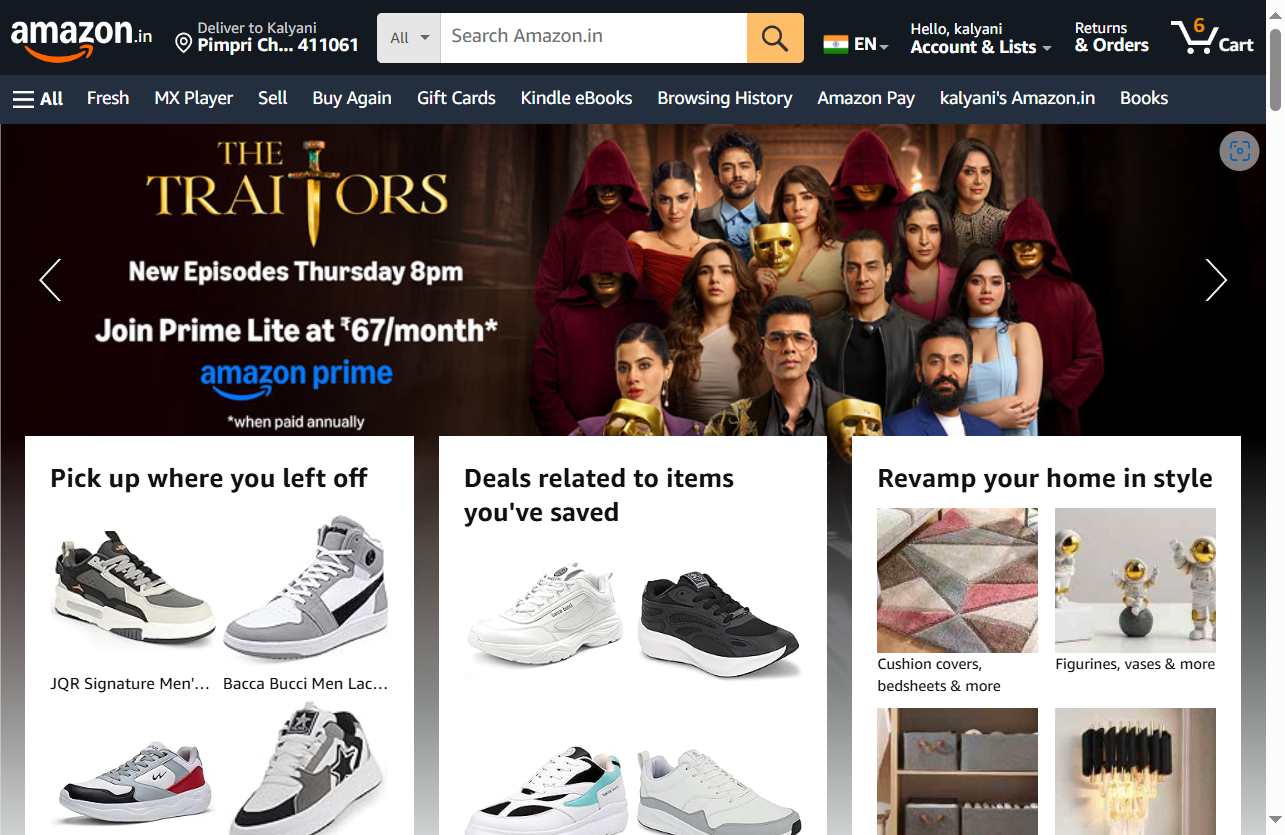 amazon.in
Deliver to Kalyani
Pimpri Ch... 411061
All
Search Amazon.in
EN
Hello, kalyani
Account & Lists
Returns
& Orders
6
Cart
All
Fresh
MX Player
Sell
Buy Again
Gift Cards
Kindle eBooks
Browsing History
Amazon Pay
kalyani's Amazon.in
Books
THE
TRAITORS
New Episodes Thursday 8pm
Join Prime Lite at ₹67/month*
amazon prime
*when paid annually
Pick up where you left off
JQR Signature Men'...
Bacca Bucci Men Lac...
Deals related to items
you've saved
bacca bucci
Revamp your home in style
Cushion covers,
bedsheets & more
Figurines, vases & more